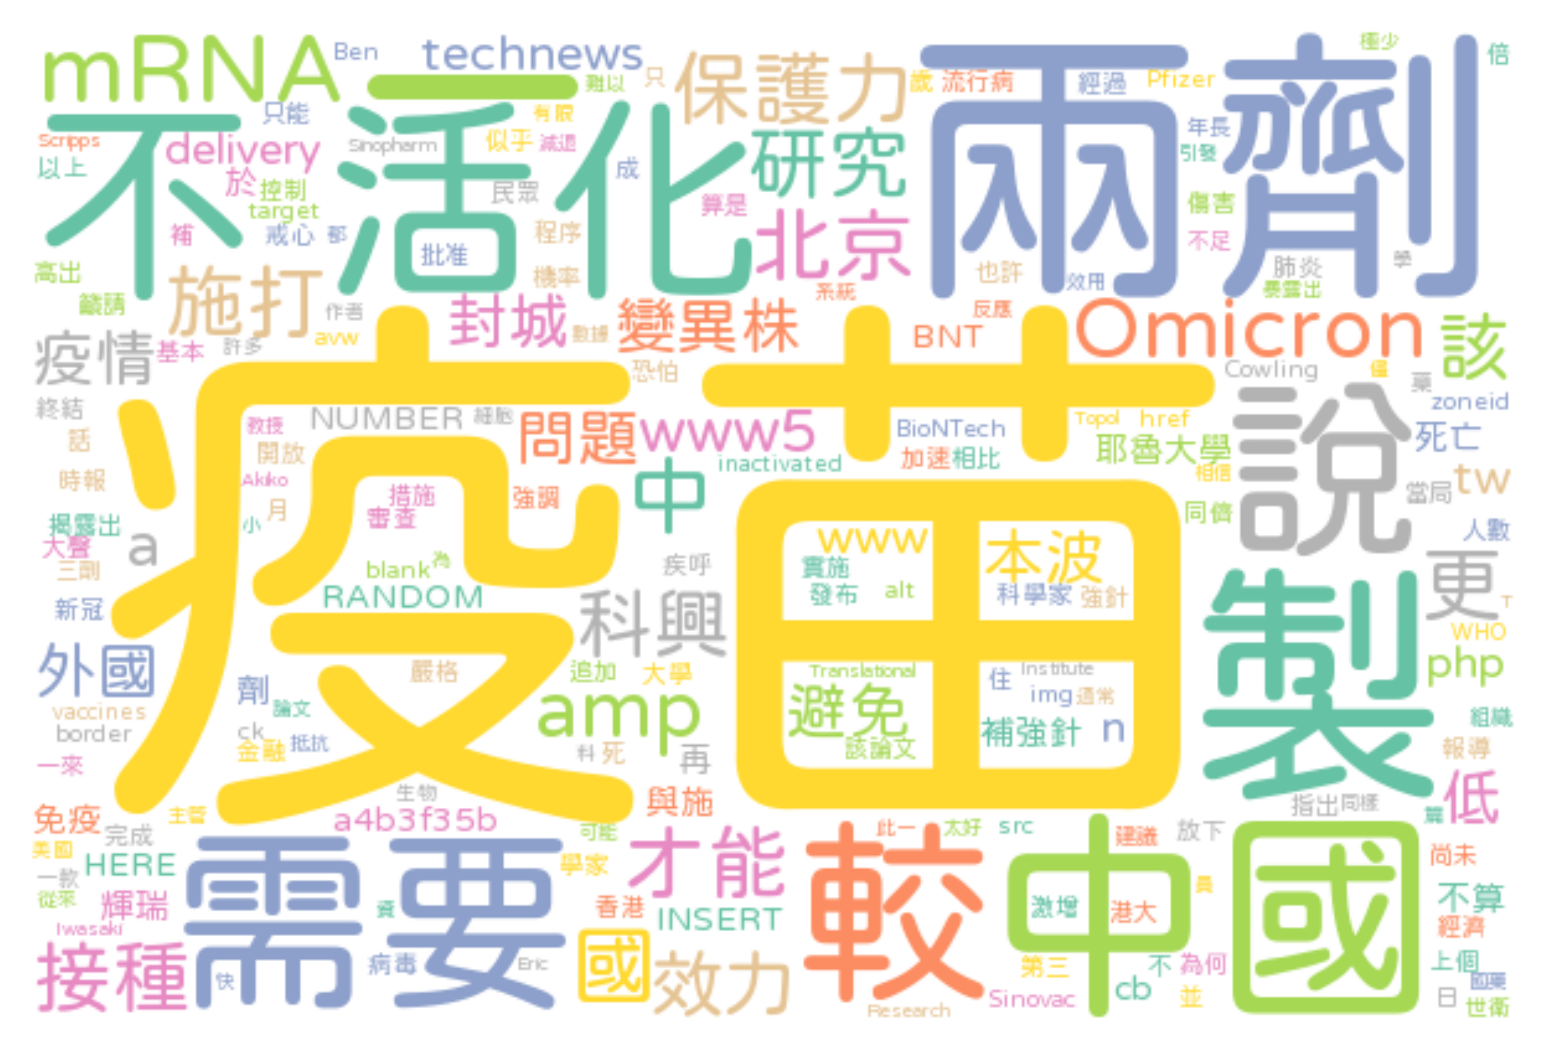 mRNA
Ben
technews
難以
只
保護力
歲
流行病
兩劑
經過
Pfizer
極少
倍
只能
有限
Scripps
不活化
delivery
Sinopharm
似乎
減退
研究
年長
引發
以上
於
控制
target
民眾
成
算是
傷害
補
戒心
都
批准
程序
北京
不足
高出
施打
機率
也許
效用
肺炎
學
籲請
作者
封城
系統
暴露出
疫情
基本
許多
avw
數據
變異株
反應
BNT
Omicron
該
恐怕
Cowling
僅
藥
疫苗
終結
教授
NUMBER
細胞
問題
www5
BioNTech
Topol
href
說
zoneid
話
開放
中
inactivated
加速
相比
耶魯大學
死亡
時報
Akiko
措施
強調
相信
當局
tw
揭露出
小
月
審查
同儕
人數
大聲
a
www
本波
三劑
blank
為
疾呼
實施
更
新冠
RANDOM
科興
發布
alt
科學家
強針
製
T
WHO
外國
嚴格
追加
大學
Translational
住
Institute
php
vaccines
劑
論文
amp
避免
img
通常
border
ck
補強針
n
組織
金融
抵抗
科
死
再
該論文
報導
一來
生物
與施
指出
同樣
低
免疫
完成
主管
a4b3f35b
可能
才能
此一
太好
src
建議
放下
篇
美國
HERE
需要
學家
較
中國
尚未
一款
從來
輝瑞
資
香港
INSERT
激增
港大
員
不算
Iwasaki
經濟
接種
快
病毒
Eric
國
效力
第三
不
為何
上個
Sinovac
cb
並
日
國藥
世衛
Research